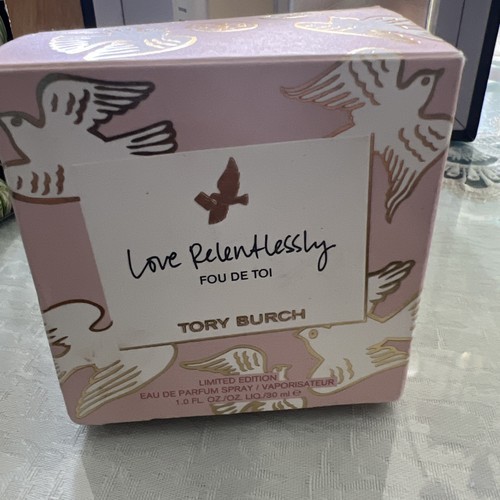 Love Relentlessly
FOU DE TOI
TORY BURCH
LIMITED EDITION
EAU DE PARFUM SPRAY / VAPORISATEUR
1.0 FL. OZ./OZ. LIQ./30 ml ℮